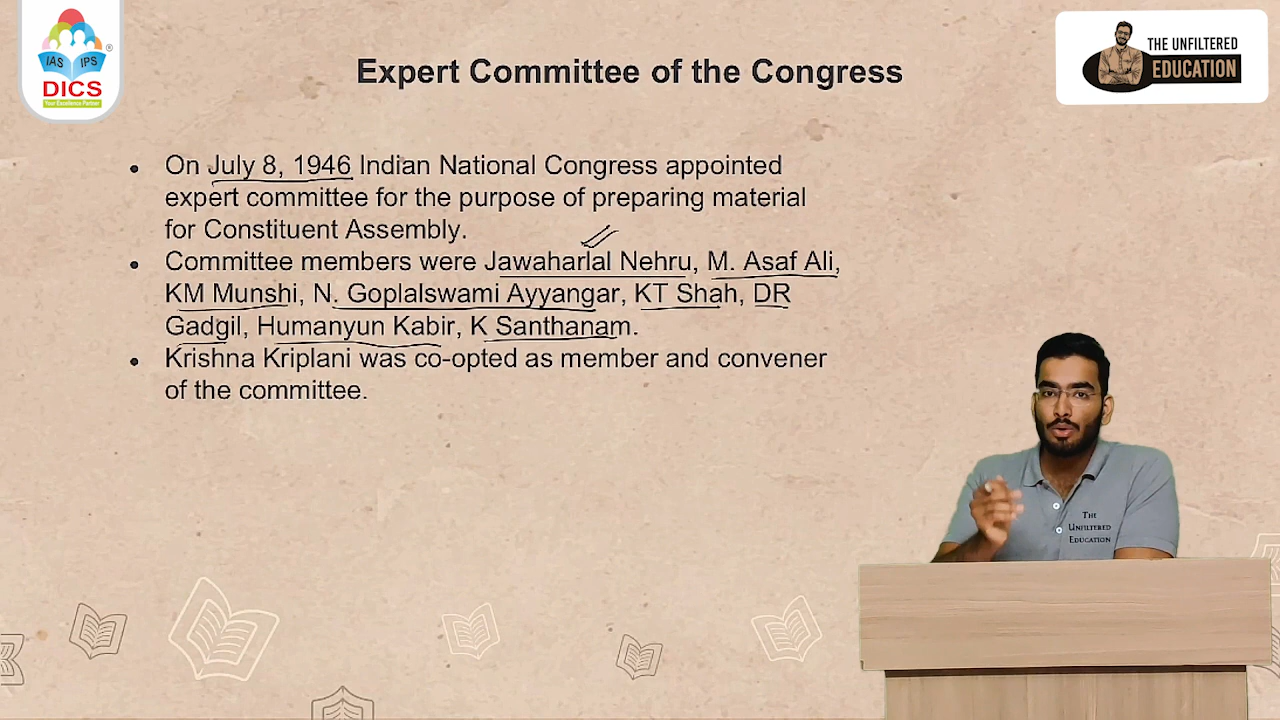 IAS IPS
DICS
Your Excellence Partner
THE UNFILTERED
EDUCATION
Expert Committee of the Congress
• On July 8, 1946 Indian National Congress appointed
expert committee for the purpose of preparing material
for Constituent Assembly.
• Committee members were Jawaharlal Nehru, M. Asaf Ali,
KM Munshi, N. Goplalswami Ayyangar, KT Shah, DR
Gadgil, Humanyun Kabir, K Santhanam.
• Krishna Kriplani was co-opted as member and convener
of the committee.
THE
UNFILTERED
EDUCATION